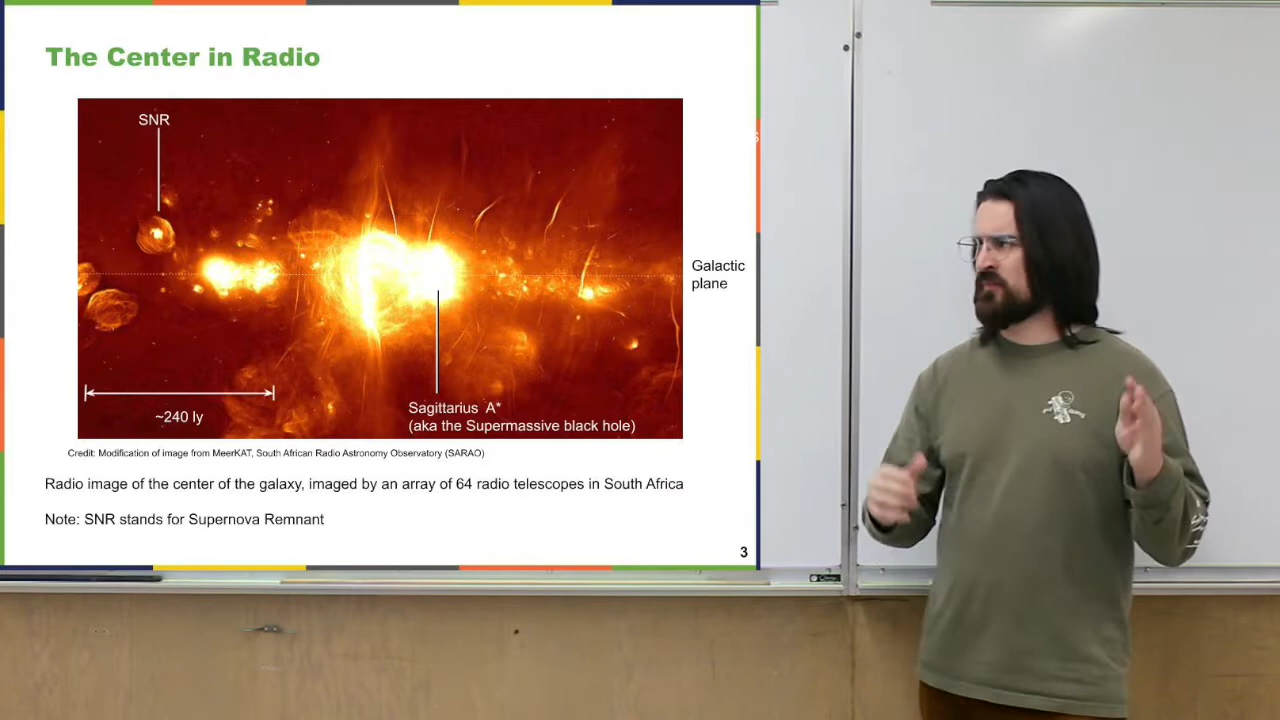 The Center in Radio
SNR
Galactic
plane
~240 ly
Sagittarius A*
(aka the Supermassive black hole)
Credit: Modification of image from MeerKAT, South African Radio Astronomy Observatory (SARAO)
Radio image of the center of the galaxy, imaged by an array of 64 radio telescopes in South Africa
Note: SNR stands for Supernova Remnant
3